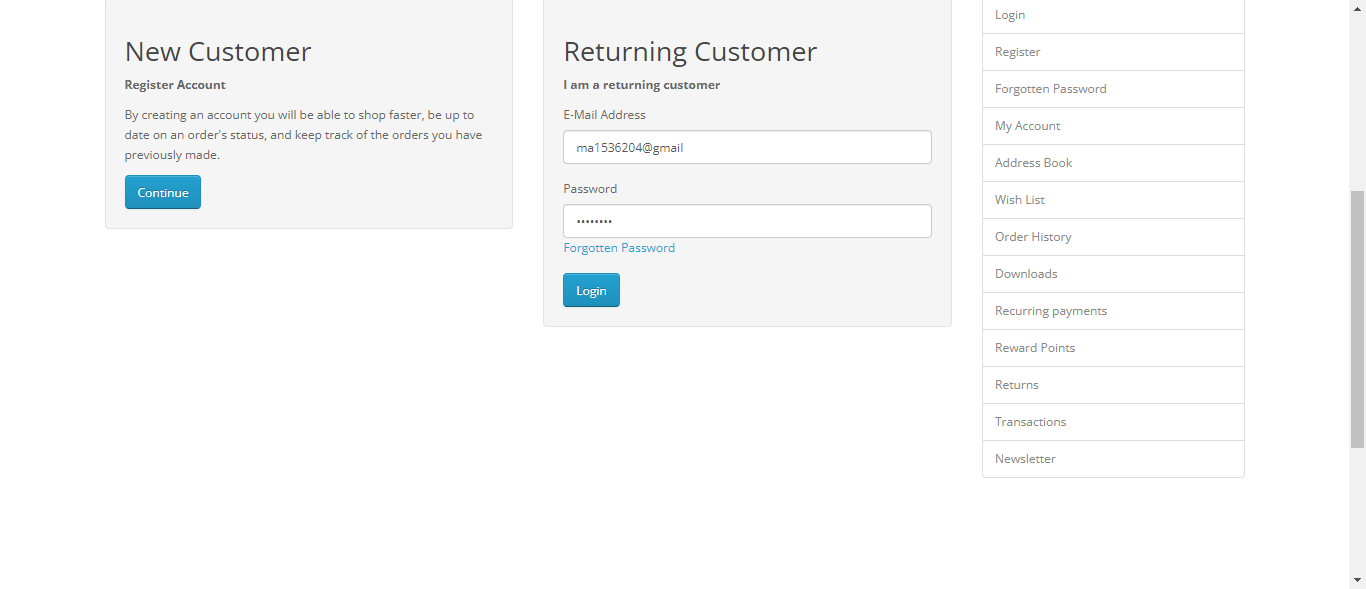 New Customer
Register Account
By creating an account you will be able to shop faster, be up to
date on an order's status, and keep track of the orders you have
previously made.
Continue
Returning Customer
I am a returning customer
E-Mail Address
ma1536204@gmail
Password
••••••••
Forgotten Password
Login
Login
Register
Forgotten Password
My Account
Address Book
Wish List
Order History
Downloads
Recurring payments
Reward Points
Returns
Transactions
Newsletter